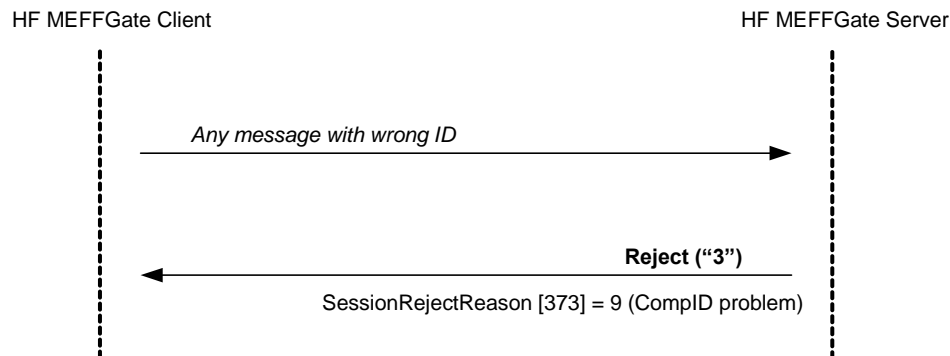 HF MEFFGate Client
HF MEFFGate Server
Any message with wrong ID
Reject (“3”)
SessionRejectReason [373] = 9 (CompID problem)